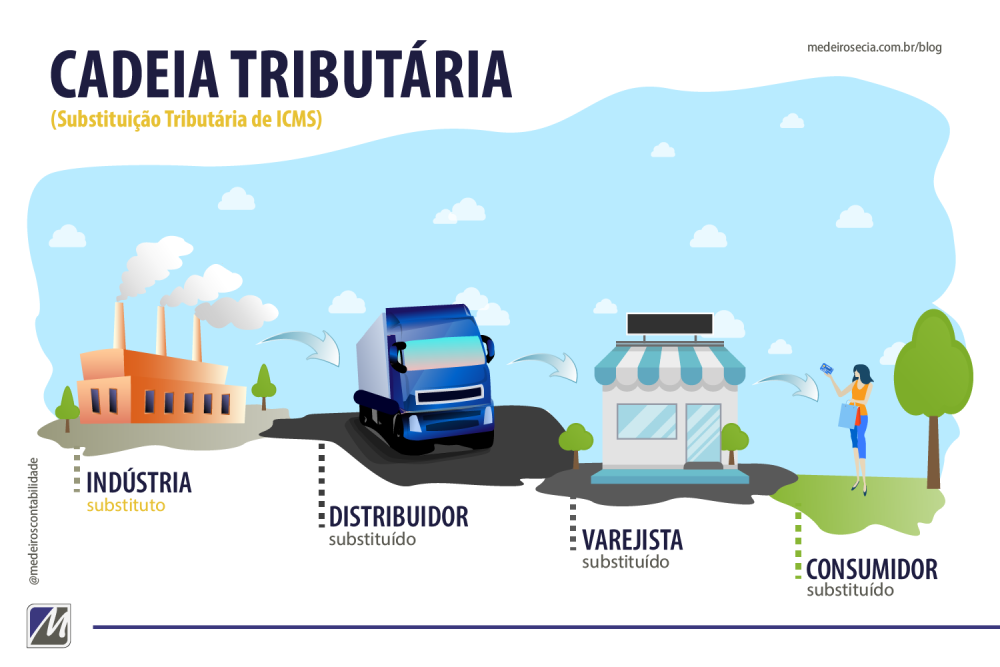 medeirosecia.com.br/blog
CADEIA TRIBUTÁRIA
(Substituição Tributária de ICMS)
INDÚSTRIA
substituto
DISTRIBUIDOR
substituído
VAREJISTA
substituído
CONSUMIDOR
substituído
@medeiroscontabilidade
M